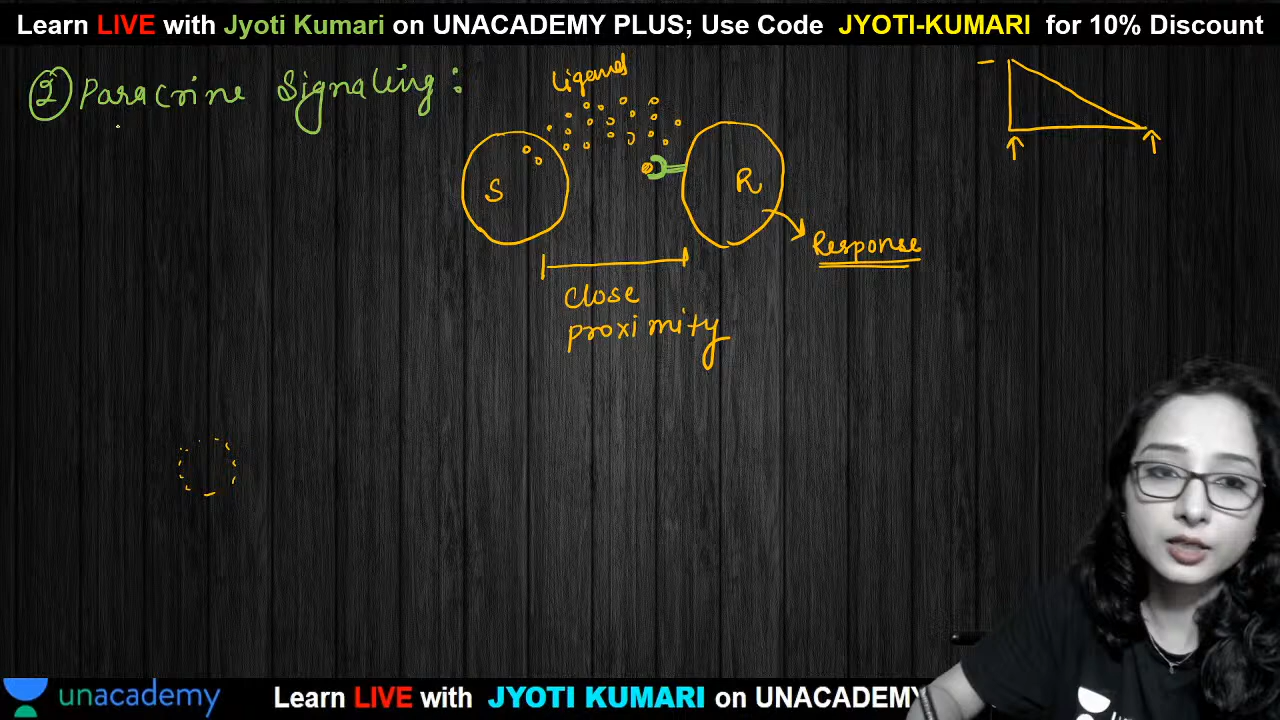 Learn LIVE with Jyoti Kumari on UNACADEMY PLUS; Use Code JYOTI-KUMARI for 10% Discount
② Paracrine Signaling:
Ligand
S
R
Response
Close
proximity
unacademy
Learn LIVE with JYOTI KUMARI on UNACADEMY